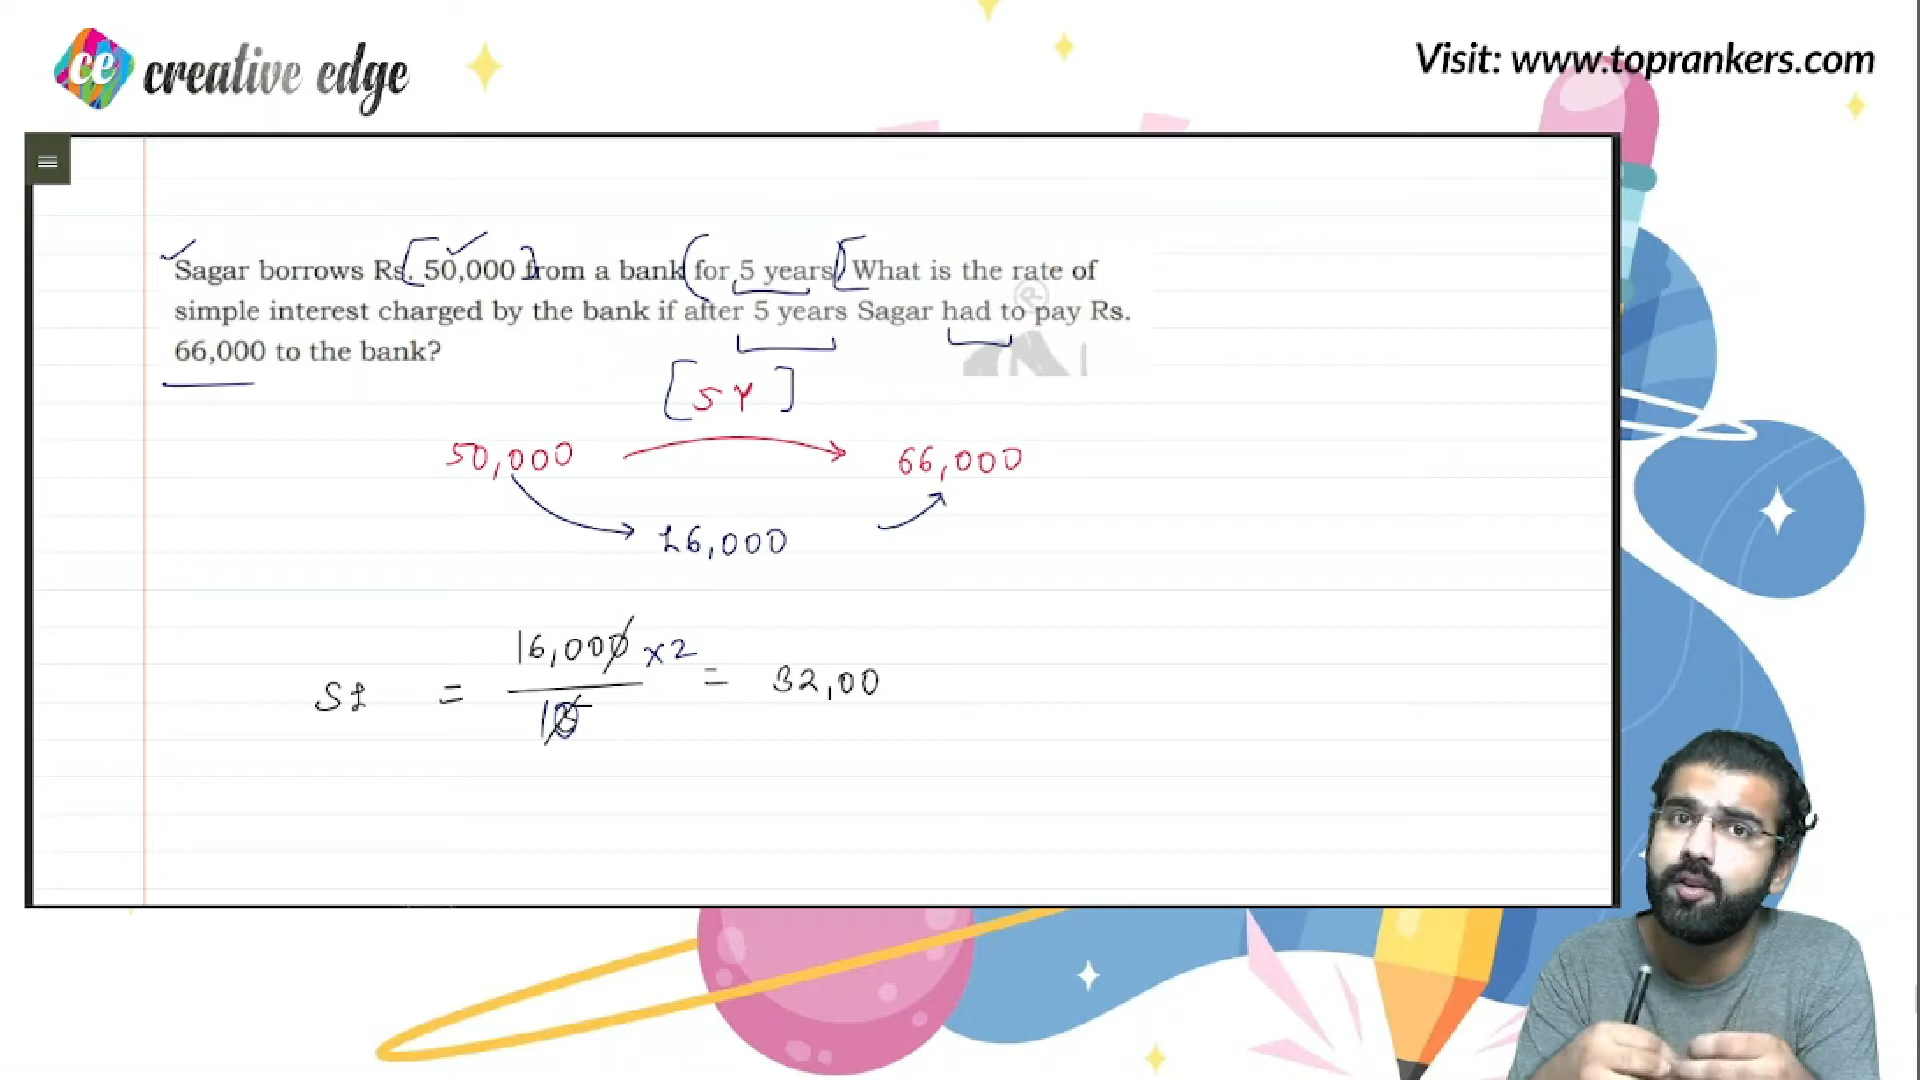 ce creative edge
Visit: www.toprankers.com
Sagar borrows Rs. 50,000 from a bank for 5 years. What is the rate of
simple interest charged by the bank if after 5 years Sagar had to pay Rs.
66,000 to the bank?
[5Y]
50,000 66,000
16,000
SI = 16,000 x2 = 32,00
10